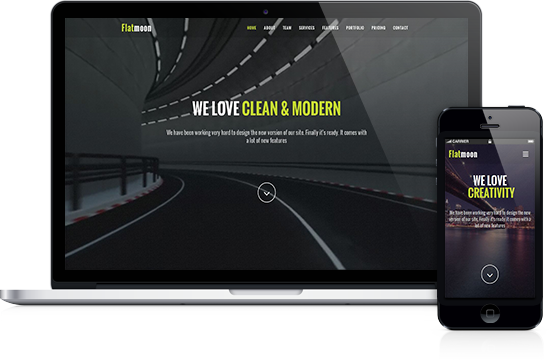 Flatmoon
HOME ABOUT TEAM SERVICES FEATURES PORTFOLIO PRICING CONTACT
WE LOVE CLEAN & MODERN
We have been working very hard to design the new version of our site. Finally it's ready. It comes with
a lot of new features
CARRIER
Flatmoon
WE LOVE
CREATIVITY
We have been working very hard to design the new
version of our site. Finally it's ready. It comes with a
lot of new features